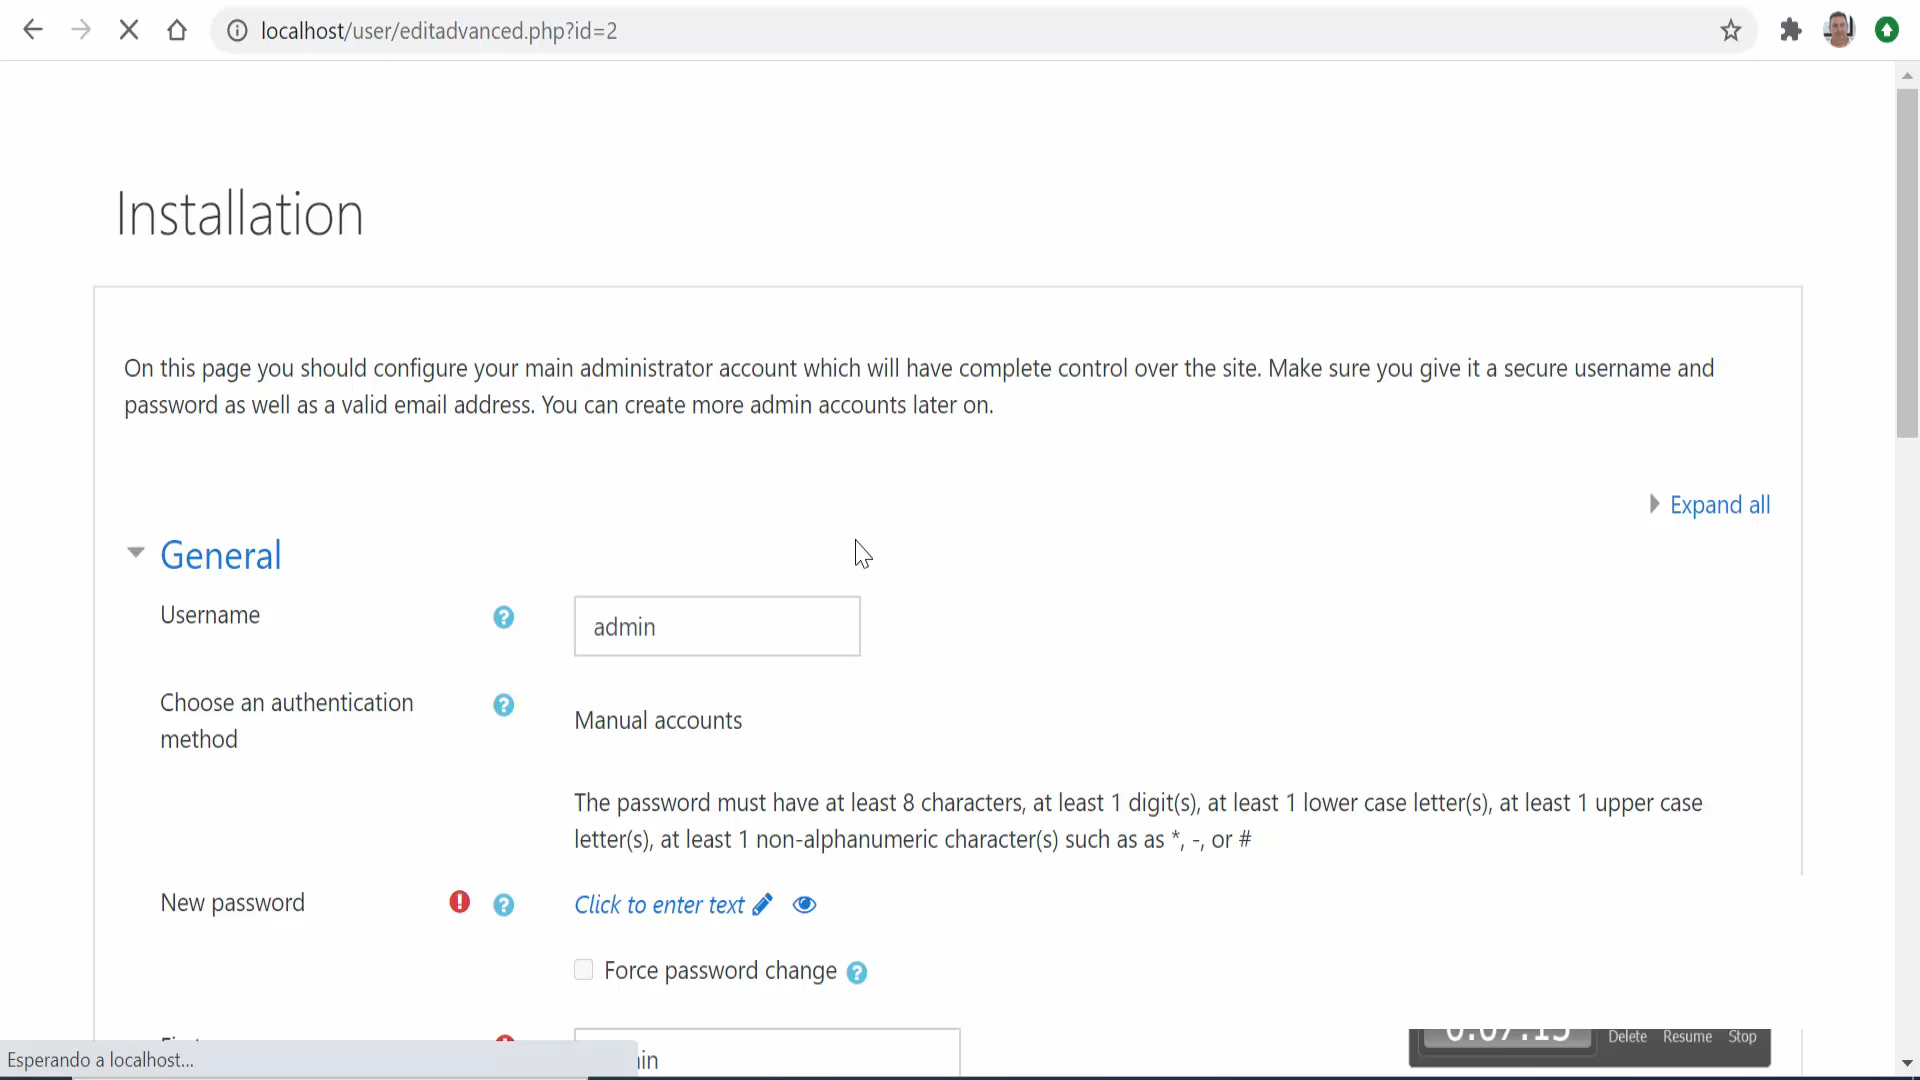 localhost/user/editadvanced.php?id=2
Installation
On this page you should configure your main administrator account which will have complete control over the site. Make sure you give it a secure username and
password as well as a valid email address. You can create more admin accounts later on.
Expand all
General
Username
admin
Choose an authentication
method
Manual accounts
The password must have at least 8 characters, at least 1 digit(s), at least 1 lower case letter(s), at least 1 upper case
letter(s), at least 1 non-alphanumeric character(s) such as as *, -, or #
New password
Click to enter text
Force password change
Delete Resume Stop
Esperando a localhost...